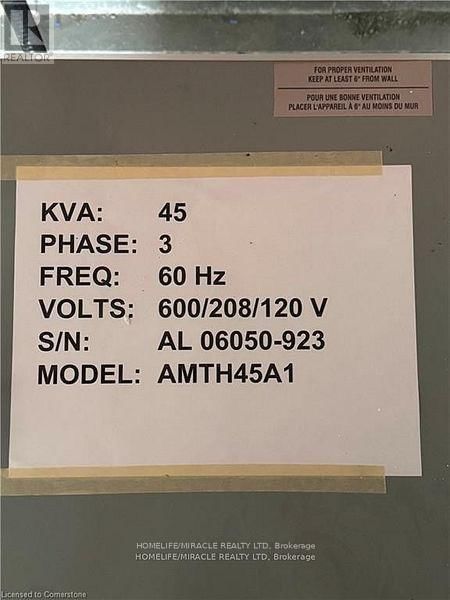 REALTOR
FOR PROPER VENTILATION
KEEP AT LEAST 6" FROM WALL
POUR UNE BONNE VENTILATION
PLACER L'APPAREIL À 6" AU MOINS DU MUR
KVA: 45
PHASE: 3
FREQ: 60 Hz
VOLTS: 600/208/120 V
S/N: AL 06050-923
MODEL: AMTH45A1
HOMELIFE/MIRACLE REALTY LTD, Brokerage
HOMELIFE/MIRACLE REALTY LTD, Brokerage
Licensed to Cornerstone